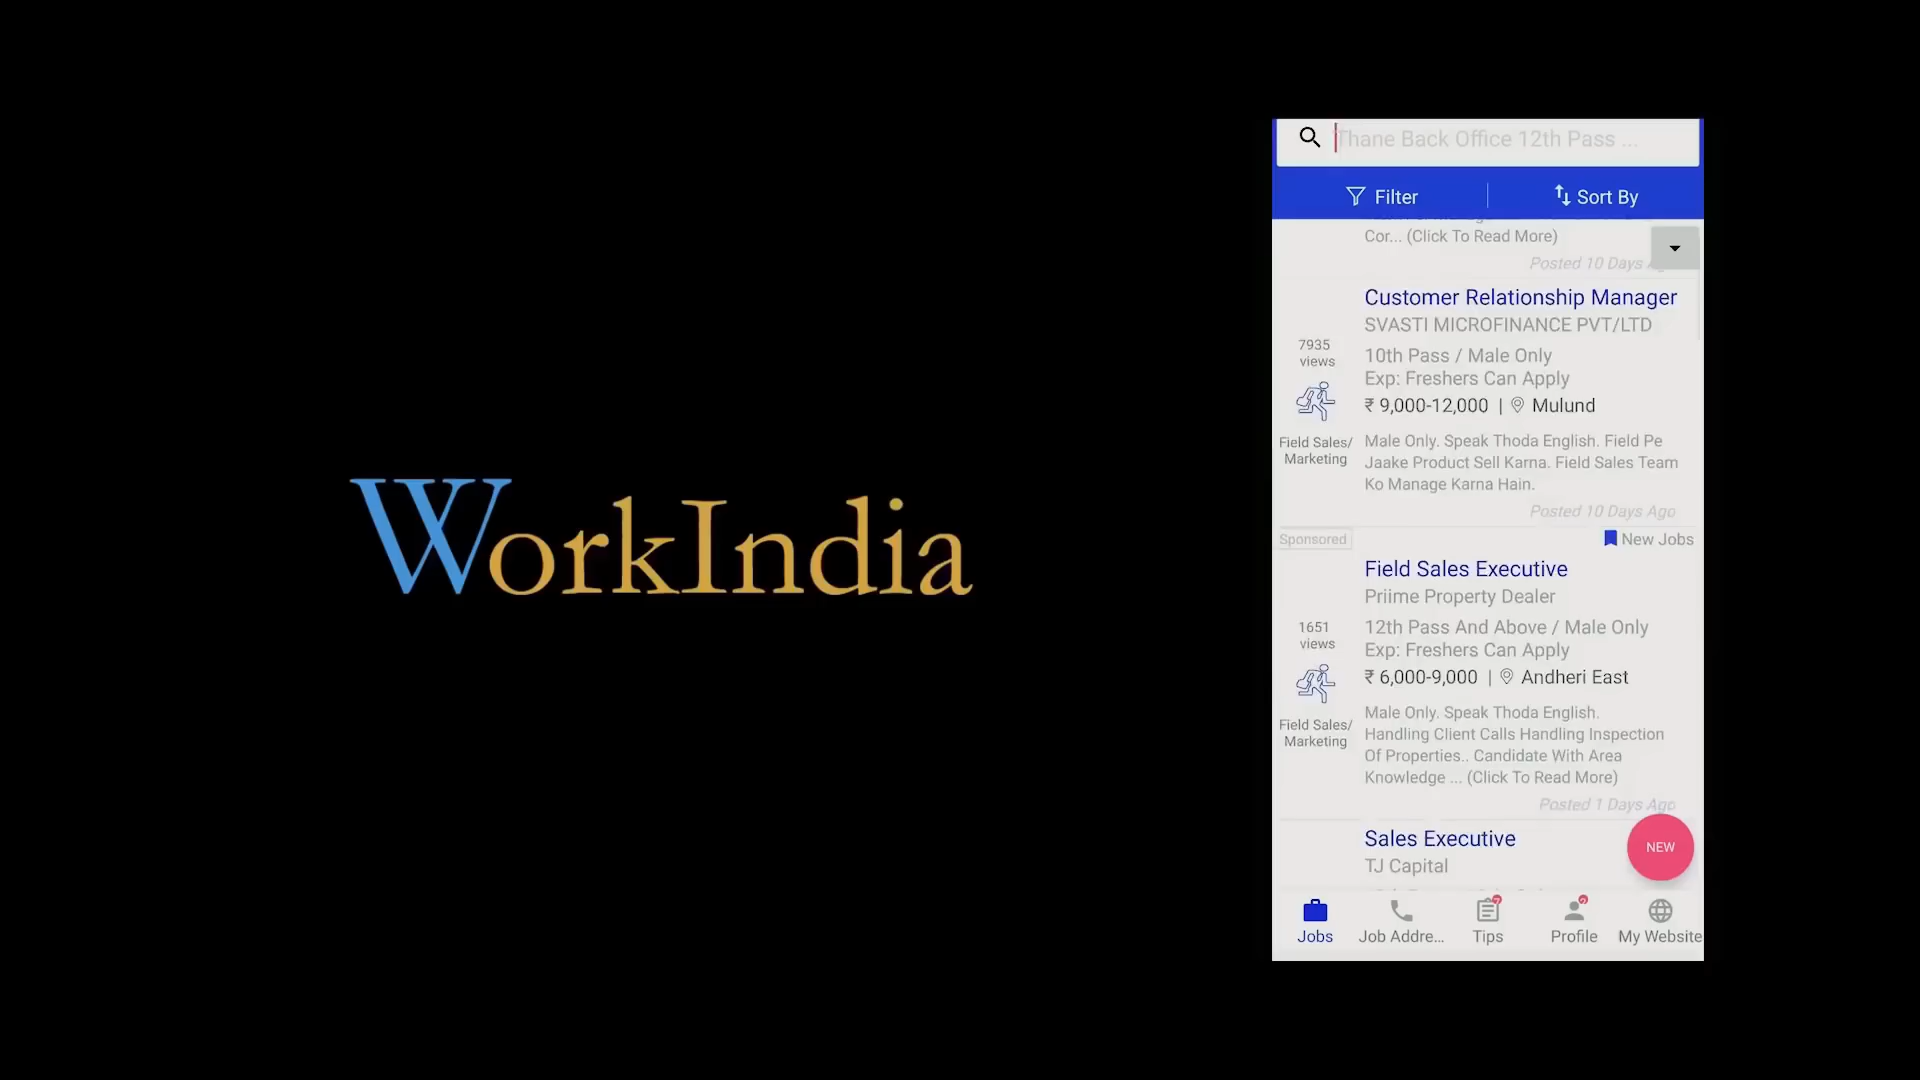 WorkIndia
Thane Back Office 12th Pass ...
Filter
Sort By
Cor... (Click To Read More)
Posted 10 Days
Customer Relationship Manager
SVASTI MICROFINANCE PVT/LTD
7935
views
10th Pass / Male Only
Exp: Freshers Can Apply
₹ 9,000-12,000 | Mulund
Field Sales/
Marketing
Male Only. Speak Thoda English. Field Pe
Jaake Product Sell Karna. Field Sales Team
Ko Manage Karna Hain.
Posted 10 Days Ago
Sponsored
New Jobs
Field Sales Executive
Priime Property Dealer
1651
views
12th Pass And Above / Male Only
Exp: Freshers Can Apply
₹ 6,000-9,000 | Andheri East
Field Sales/
Marketing
Male Only. Speak Thoda English.
Handling Client Calls Handling Inspection
Of Properties.. Candidate With Area
Knowledge ... (Click To Read More)
Posted 1 Days Ago
Sales Executive
TJ Capital
NEW
Jobs
Job Addre...
Tips
Profile
My Website